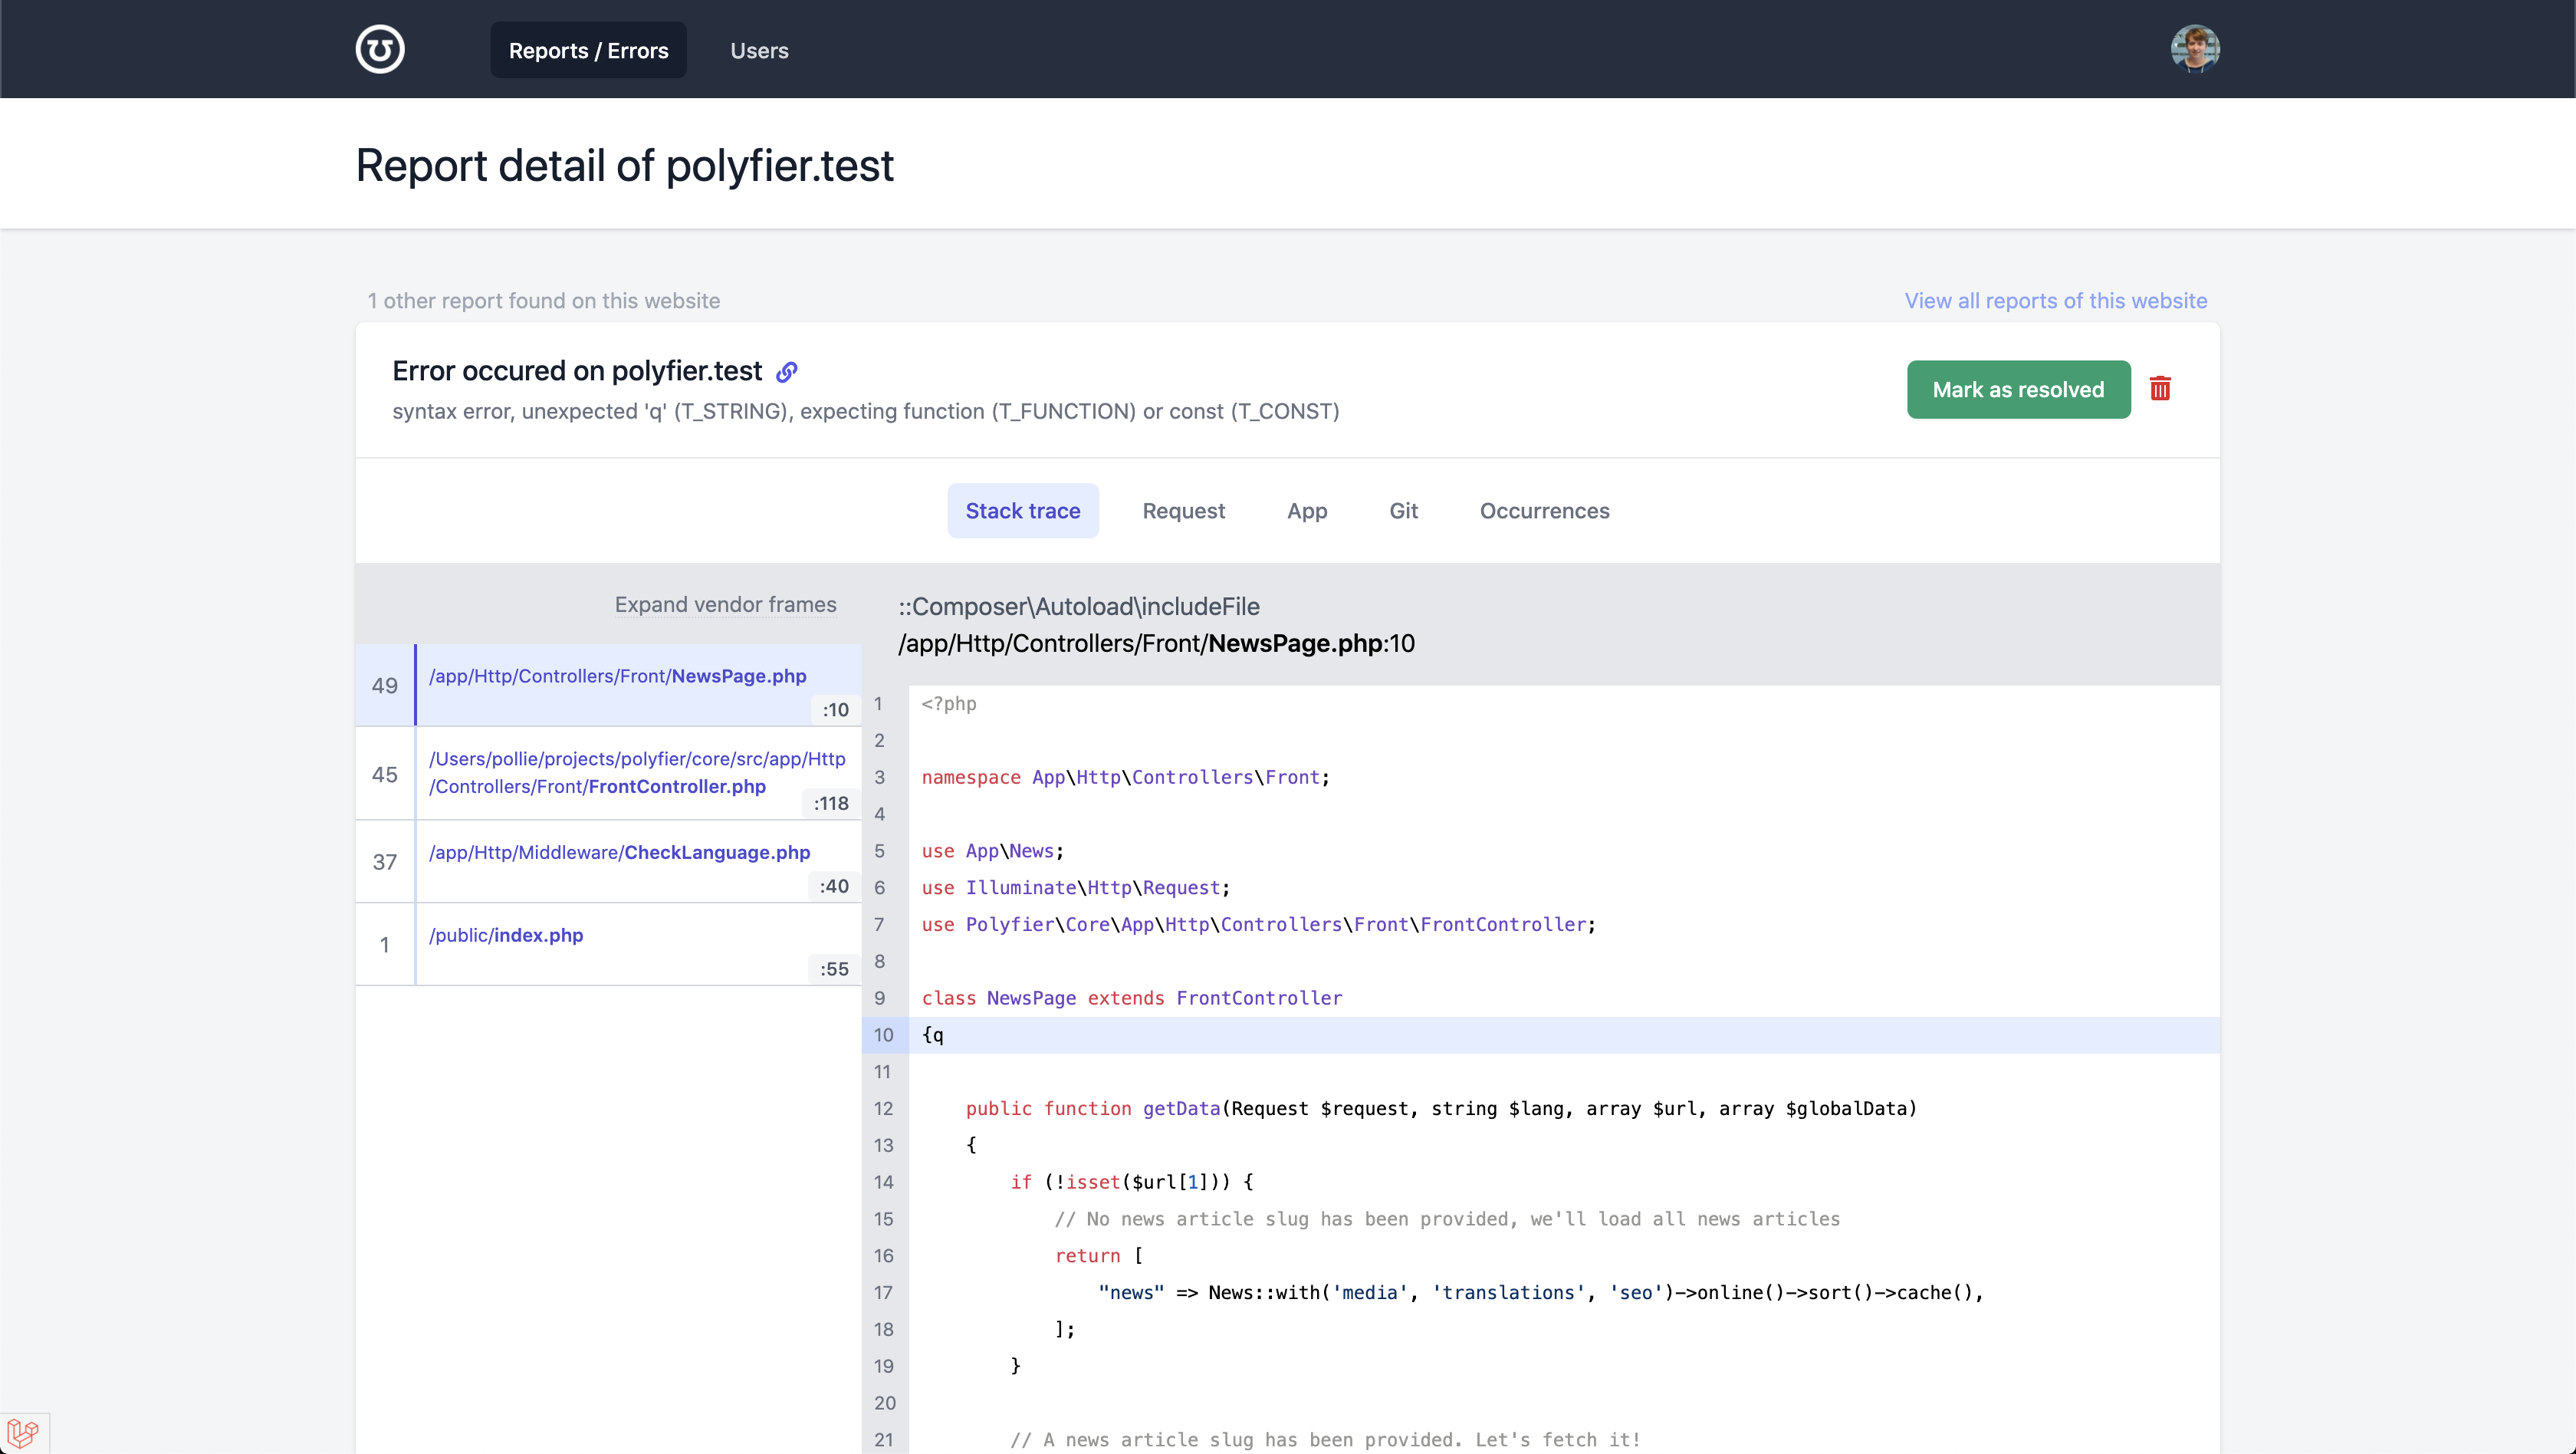 Reports / Errors
Users
Report detail of polyfier.test
1 other report found on this website
View all reports of this website
Error occured on polyfier.test
syntax error, unexpected 'q' (T_STRING), expecting function (T_FUNCTION) or const (T_CONST)
Mark as resolved
Stack trace
Request
App
Git
Occurrences
Expand vendor frames
49
/app/Http/Controllers/Front/NewsPage.php
:10
45
/Users/pollie/projects/polyfier/core/src/app/Http
/Controllers/Front/FrontController.php
:118
37
/app/Http/Middleware/CheckLanguage.php
:40
1
/public/index.php
:55
::Composer\Autoload\includeFile
/app/Http/Controllers/Front/NewsPage.php:10
1 <?php
2
3 namespace App\Http\Controllers\Front;
4
5 use App\News;
6 use Illuminate\Http\Request;
7 use Polyfier\Core\App\Http\Controllers\Front\FrontController;
8
9 class NewsPage extends FrontController
10 {q
11
12     public function getData(Request $request, string $lang, array $url, array $globalData)
13     {
14         if (!isset($url[1])) {
15             // No news article slug has been provided, we'll load all news articles
16             return [
17                 "news" => News::with('media', 'translations', 'seo')->online()->sort()->cache(),
18             ];
19         }
20
21         // A news article slug has been provided. Let's fetch it!